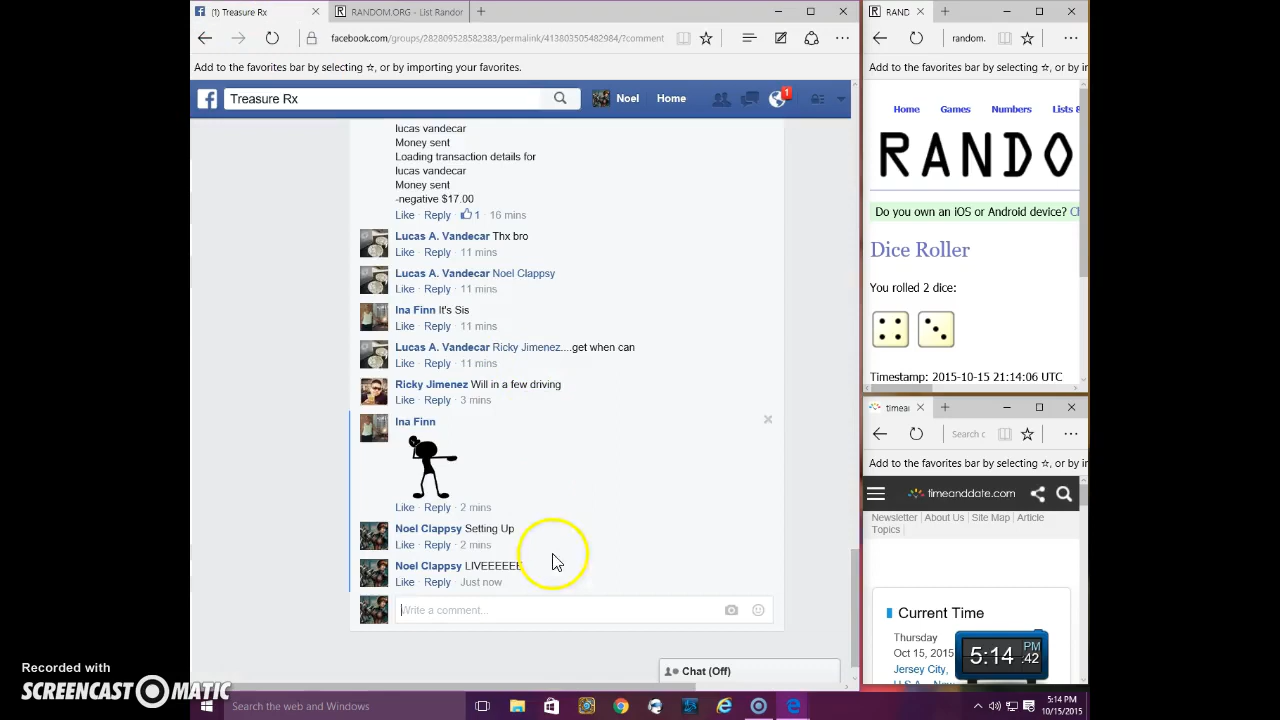 (1) Treasure Rx
RANDOM.ORG - List Randor
facebook.com/groups/282809528582383/permalink/413803505482984/?comment
Add to the favorites bar by selecting ☆, or by importing your favorites.
Treasure Rx
Noel
Home
1
lucas vandecar
Money sent
Loading transaction details for
lucas vandecar
Money sent
-negative $17.00
Like · Reply · 1 · 16 mins
Lucas A. Vandecar Thx bro
Like · Reply · 11 mins
Lucas A. Vandecar Noel Clappsy
Like · Reply · 11 mins
Ina Finn It's Sis
Like · Reply · 11 mins
Lucas A. Vandecar Ricky Jimenez....get when can
Like · Reply · 11 mins
Ricky Jimenez Will in a few driving
Like · Reply · 3 mins
Ina Finn
Like · Reply · 2 mins
Noel Clappsy Setting Up
Like · Reply · 2 mins
Noel Clappsy LIVEEEEEE
Like · Reply · Just now
Write a comment...
Chat (Off)
RAND
random.
Add to the favorites bar by selecting ☆, or by im
Home Games Numbers Lists &
RANDO
Do you own an iOS or Android device? C
Dice Roller
You rolled 2 dice:
Timestamp: 2015-10-15 21:14:06 UTC
timea
Search c
Add to the favorites bar by selecting ☆, or by im
timeanddate.com
Newsletter | About Us | Site Map | Article
Topics |
Current Time
Thursday
Oct 15, 2015
Jersey City,
5:14 PM .42
Recorded with
SCREENCAST-O-MATIC
Search the web and Windows
5:14 PM
10/15/2015